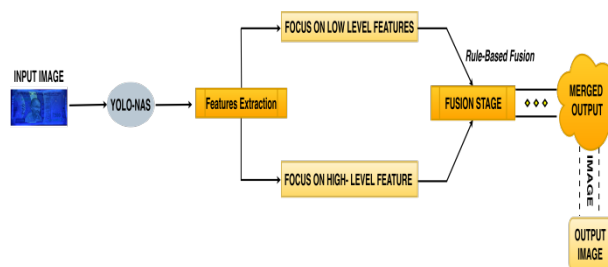 FOCUS ON LOW LEVEL FEATURES
Rule-Based Fusion
INPUT IMAGE
YOLO-NAS
Features Extraction
FUSION STAGE
MERGED
OUTPUT
FOCUS ON HIGH- LEVEL FEATURE
IMAGE
OUTPUT
IMAGE